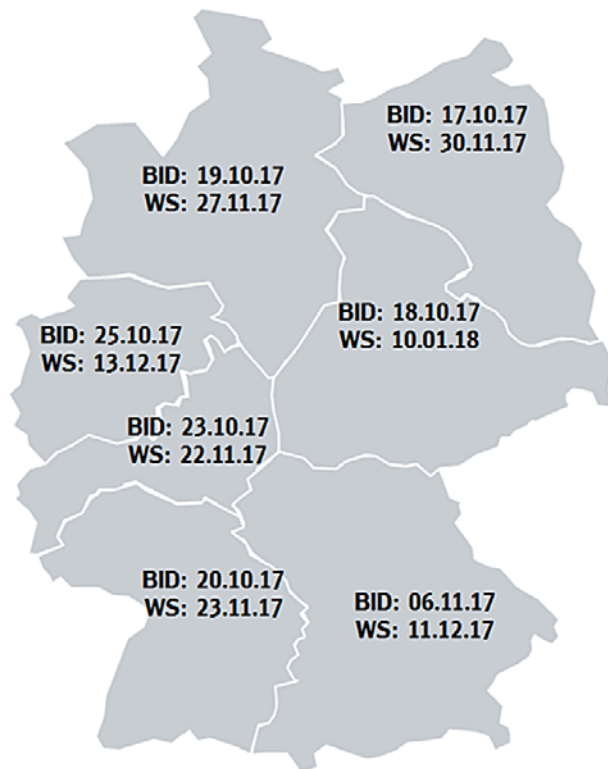 BID: 17.10.17
WS: 30.11.17
BID: 19.10.17
WS: 27.11.17
BID: 18.10.17
WS: 10.01.18
BID: 25.10.17
WS: 13.12.17
BID: 23.10.17
WS: 22.11.17
BID: 20.10.17
WS: 23.11.17
BID: 06.11.17
WS: 11.12.17